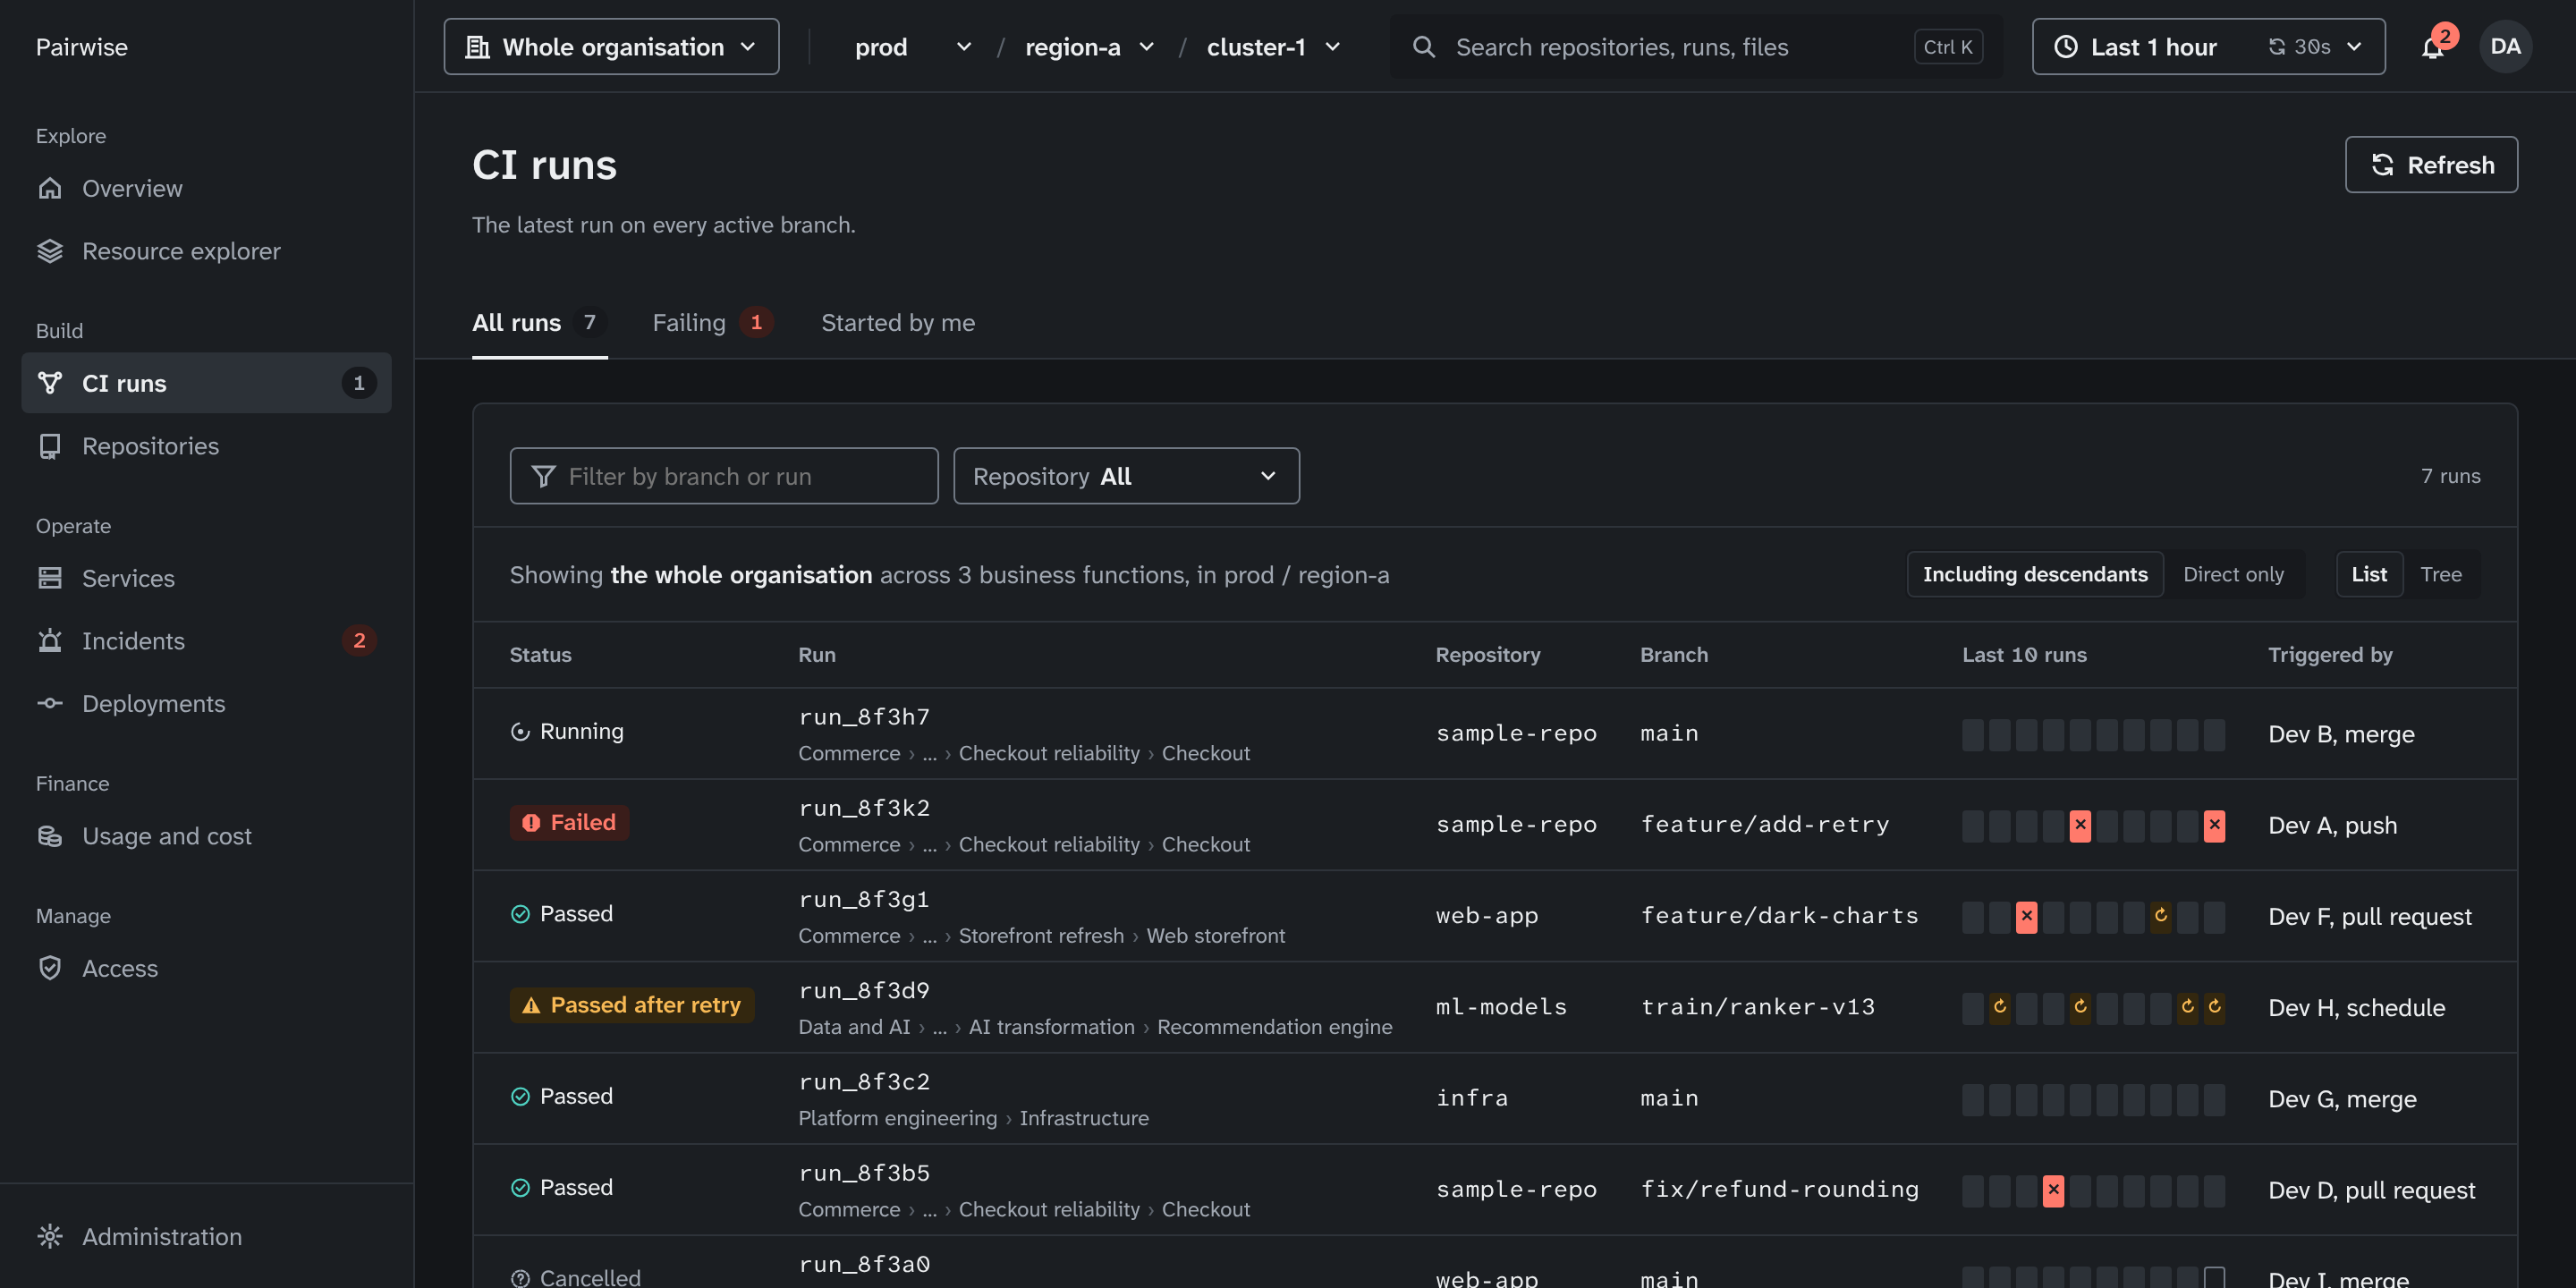 Pairwise
Whole organisation
prod / region-a / cluster-1
Search repositories, runs, files
Ctrl K
Last 1 hour
30s
2
DA
Explore
Overview
Resource explorer
Build
CI runs 1
Repositories
Operate
Services
Incidents 2
Deployments
Finance
Usage and cost
Manage
Access
Administration
CI runs
Refresh
The latest run on every active branch.
All runs 7
Failing 1
Started by me
Filter by branch or run
Repository All
7 runs
Showing the whole organisation across 3 business functions, in prod / region-a
Including descendants
Direct only
List
Tree
Status Run Repository Branch Last 10 runs Triggered by
Running run_8f3h7 sample-repo main Dev B, merge
Commerce › ... › Checkout reliability › Checkout
Failed run_8f3k2 sample-repo feature/add-retry Dev A, push
Commerce › ... › Checkout reliability › Checkout
Passed run_8f3g1 web-app feature/dark-charts Dev F, pull request
Commerce › ... › Storefront refresh › Web storefront
Passed after retry run_8f3d9 ml-models train/ranker-v13 Dev H, schedule
Data and AI › ... › AI transformation › Recommendation engine
Passed run_8f3c2 infra main Dev G, merge
Platform engineering › Infrastructure
Passed run_8f3b5 sample-repo fix/refund-rounding Dev D, pull request
Commerce › ... › Checkout reliability › Checkout
Cancelled run_8f3a0 web-app main Dev I, merge